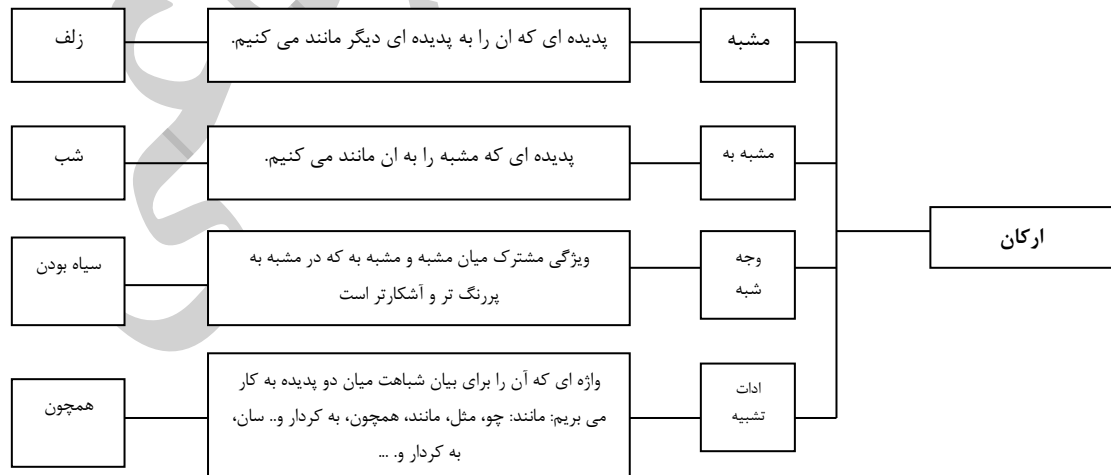 ارکان
مشبه
پدیده ای که ان را به پدیده ای دیگر مانند می کنیم.
زلف
مشبه به
پدیده ای که مشبه را به ان مانند می کنیم.
شب
وجه
شبه
ویژگی مشترک میان مشبه و مشبه به که در مشبه به
پررنگ تر و آشکارتر است
سیاه بودن
ادات
تشبیه
واژه ای که آن را برای بیان شباهت میان دو پدیده به کار
می بریم: مانند: چو، مثل، مانند، همچون، به کردار و.. سان،
به کردار و. ...
همچون